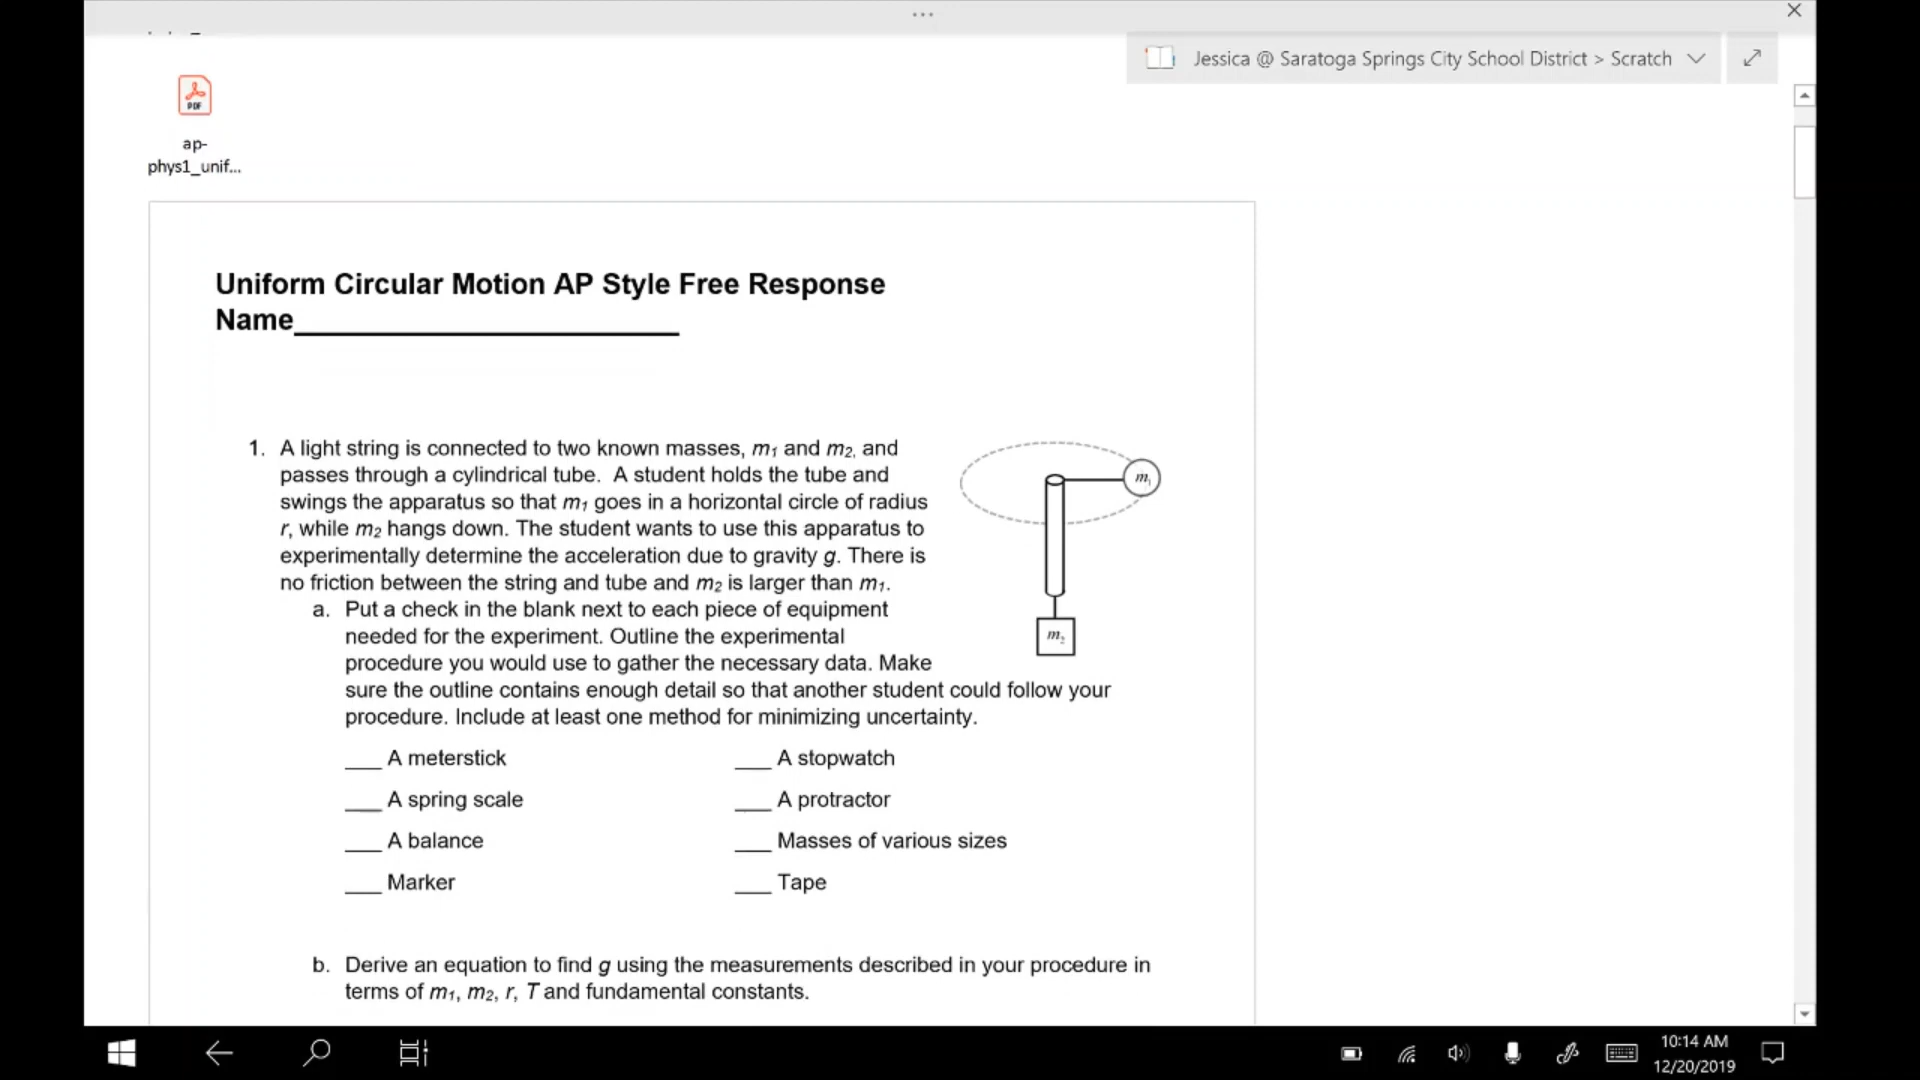 Jessica @ Saratoga Springs City School District > Scratch
PDF
ap-
phys1_unif...
Uniform Circular Motion AP Style Free Response
Name________________________
1. A light string is connected to two known masses, m1 and m2, and
passes through a cylindrical tube. A student holds the tube and
swings the apparatus so that m1 goes in a horizontal circle of radius
r, while m2 hangs down. The student wants to use this apparatus to
experimentally determine the acceleration due to gravity g. There is
no friction between the string and tube and m2 is larger than m1.
m1
m2
a. Put a check in the blank next to each piece of equipment
needed for the experiment. Outline the experimental
procedure you would use to gather the necessary data. Make
sure the outline contains enough detail so that another student could follow your
procedure. Include at least one method for minimizing uncertainty.
___ A meterstick ___ A stopwatch
___ A spring scale ___ A protractor
___ A balance ___ Masses of various sizes
___ Marker ___ Tape
b. Derive an equation to find g using the measurements described in your procedure in
terms of m1, m2, r, T and fundamental constants.
10:14 AM
12/20/2019